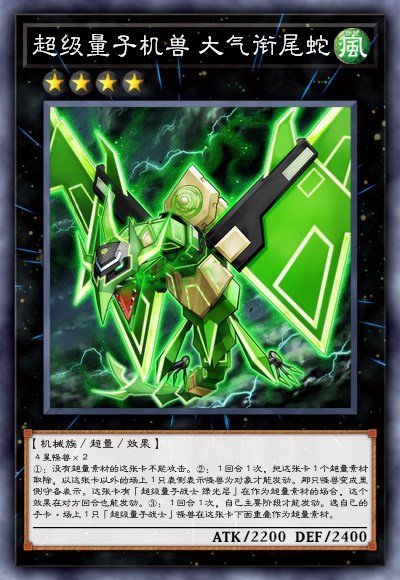 超级量子机兽 大气衔尾蛇
風
【机械族／超量／效果】
４星怪兽×２
①：没有超量素材的这张卡不能攻击。②：１回合１次，把这张卡１个超量素材
取除，以这张卡以外的场上１只表侧表示怪兽为对象才能发动。那只怪兽变成里
侧守备表示。这张卡有「超级量子战士 绿光层」在作为超量素材的场合，这个
效果在对方回合也能发动。③：１回合１次，自己主要阶段才能发动。选自己的
手卡·场上１只「超级量子战士」怪兽在这张卡下面重叠作为超量素材。
ATK/2200 DEF/2400